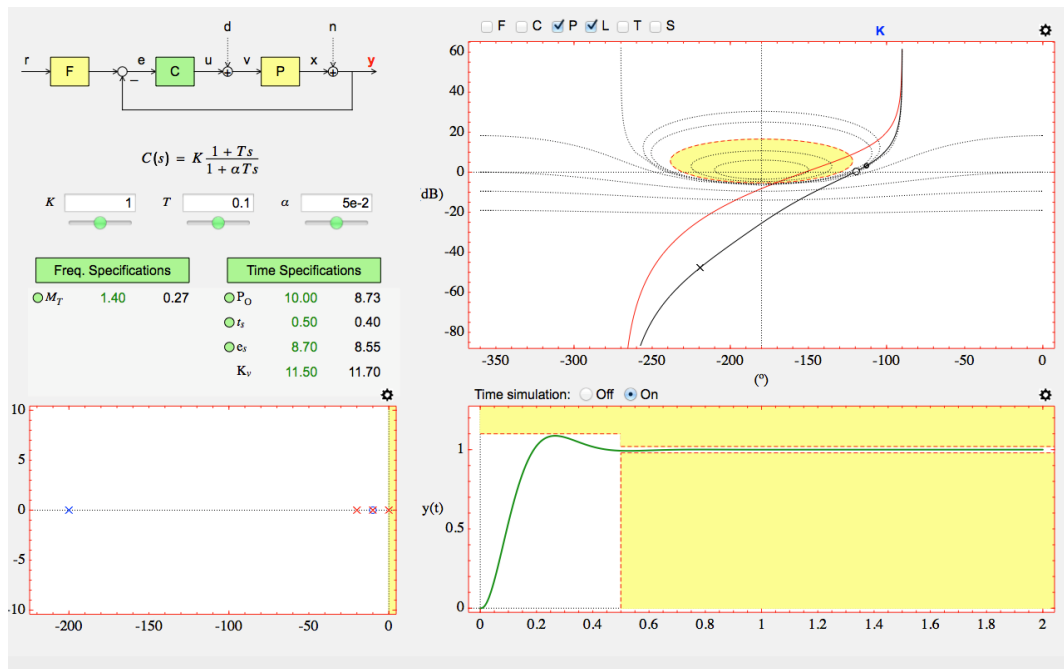 F C P L T S
K
d n
r F e C u v P x y
C(s) = K (1 + Ts) / (1 + αTs)
K 1 T 0.1 α 5e-2
Freq. Specifications Time Specifications
M_T 1.40 0.27
P_O 10.00 8.73
t_s 0.50 0.40
e_s 8.70 8.55
K_v 11.50 11.70
60
40
20
0
dB)
-20
-40
-60
-80
-360 -300 -250 -200 -150 -100 -50 0
(º)
10
5
0
-5
-10
-200 -150 -100 -50 0
Time simulation: Off On
1
y(t)
0.5
0
0 0.2 0.4 0.6 0.8 1 1.2 1.4 1.6 1.8 2